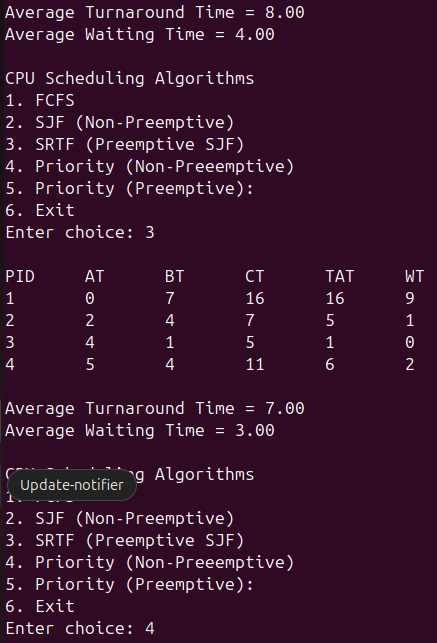 Average Turnaround Time = 8.00
Average Waiting Time = 4.00
CPU Scheduling Algorithms
1. FCFS
2. SJF (Non-Preemptive)
3. SRTF (Preemptive SJF)
4. Priority (Non-Preeemptive)
5. Priority (Preemptive):
6. Exit
Enter choice: 3
PID AT BT CT TAT WT
1 0 7 16 16 9
2 2 4 7 5 1
3 4 1 5 1 0
4 5 4 11 6 2
Average Turnaround Time = 7.00
Average Waiting Time = 3.00
Algorithms
Update-notifier
2. SJF (Non-Preemptive)
3. SRTF (Preemptive SJF)
4. Priority (Non-Preeemptive)
5. Priority (Preemptive):
6. Exit
Enter choice: 4